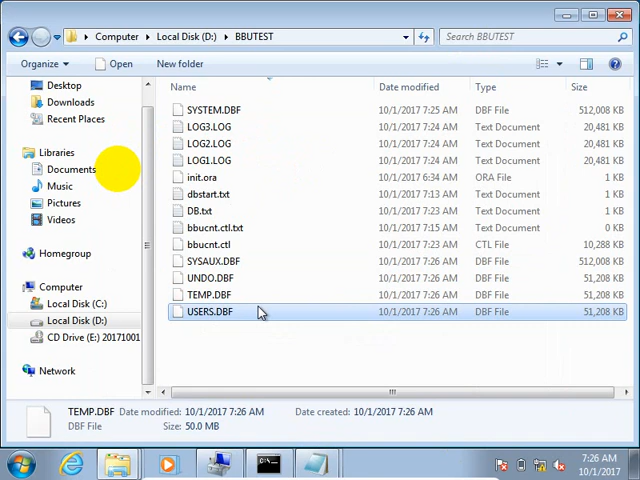 Computer ▸ Local Disk (D:) ▸ BBUTEST
Search BBUTEST
Organize
Open
New folder
Name
Date modified
Type
Size
Desktop
Downloads
Recent Places
Libraries
Documents
Music
Pictures
Videos
Homegroup
Computer
Local Disk (C:)
Local Disk (D:)
CD Drive (E:) 20171001
Network
SYSTEM.DBF 10/1/2017 7:25 AM DBF File 512,008 KB
LOG3.LOG 10/1/2017 7:24 AM Text Document 20,481 KB
LOG2.LOG 10/1/2017 7:24 AM Text Document 20,481 KB
LOG1.LOG 10/1/2017 7:24 AM Text Document 20,481 KB
init.ora 10/1/2017 6:34 AM ORA File 1 KB
dbstart.txt 10/1/2017 7:13 AM Text Document 1 KB
DB.txt 10/1/2017 7:23 AM Text Document 1 KB
bbucnt.ctl.txt 10/1/2017 7:15 AM Text Document 0 KB
bbucnt.ctl 10/1/2017 7:23 AM CTL File 10,288 KB
SYSAUX.DBF 10/1/2017 7:26 AM DBF File 512,008 KB
UNDO.DBF 10/1/2017 7:26 AM DBF File 51,208 KB
TEMP.DBF 10/1/2017 7:26 AM DBF File 51,208 KB
USERS.DBF 10/1/2017 7:26 AM DBF File 51,208 KB
TEMP.DBF Date modified: 10/1/2017 7:26 AM Date created: 10/1/2017 7:26 AM
DBF File Size: 50.0 MB
7:26 AM
10/1/2017